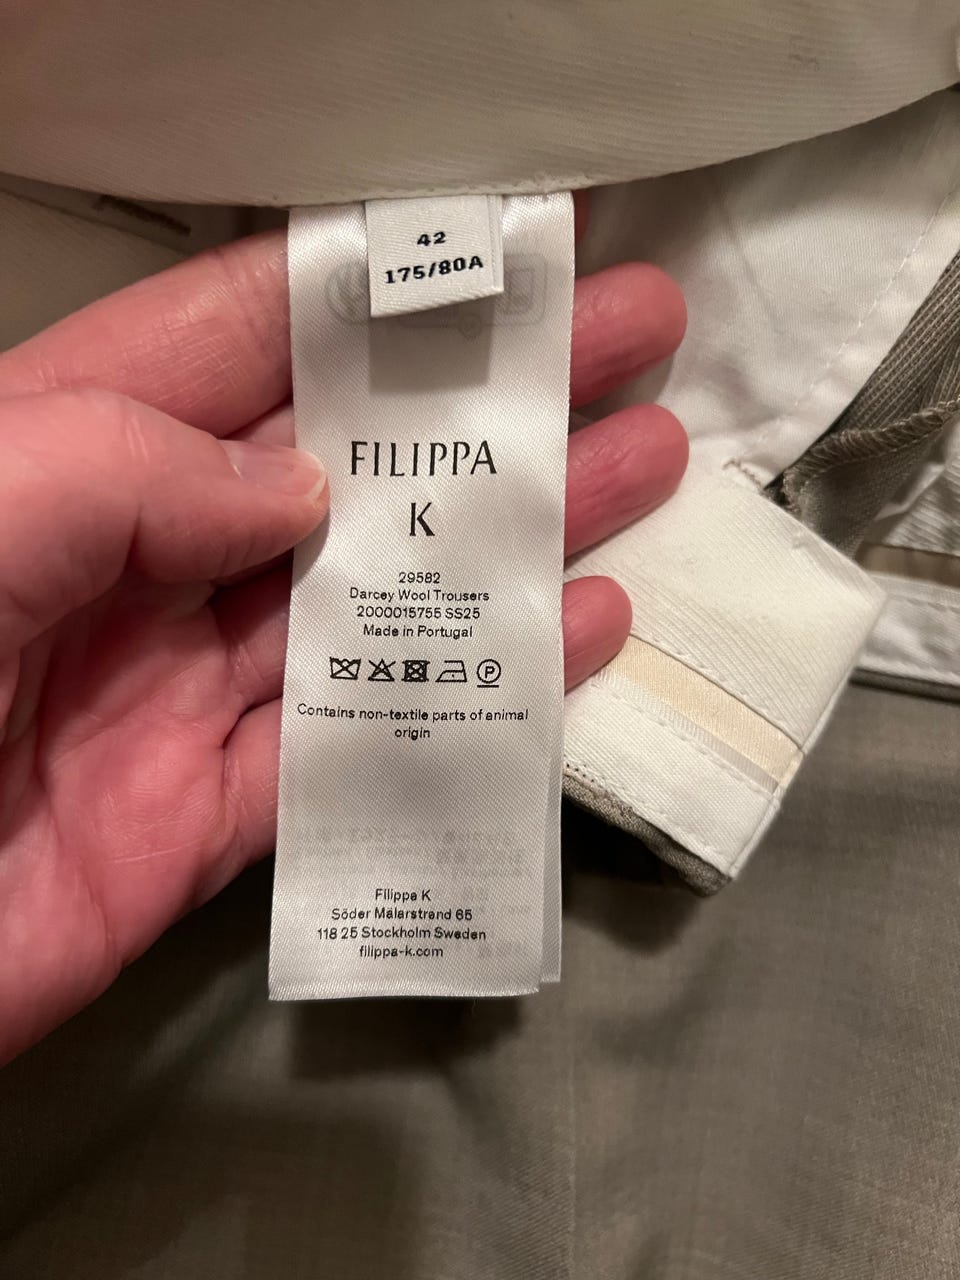 42
175/80A
FILIPPA
K
29582
Darcey Wool Trousers
2000015755 SS25
Made in Portugal
P
Contains non-textile parts of animal
origin
Filippa K
Söder Mälarstrand 65
118 25 Stockholm Sweden
filippa-k.com